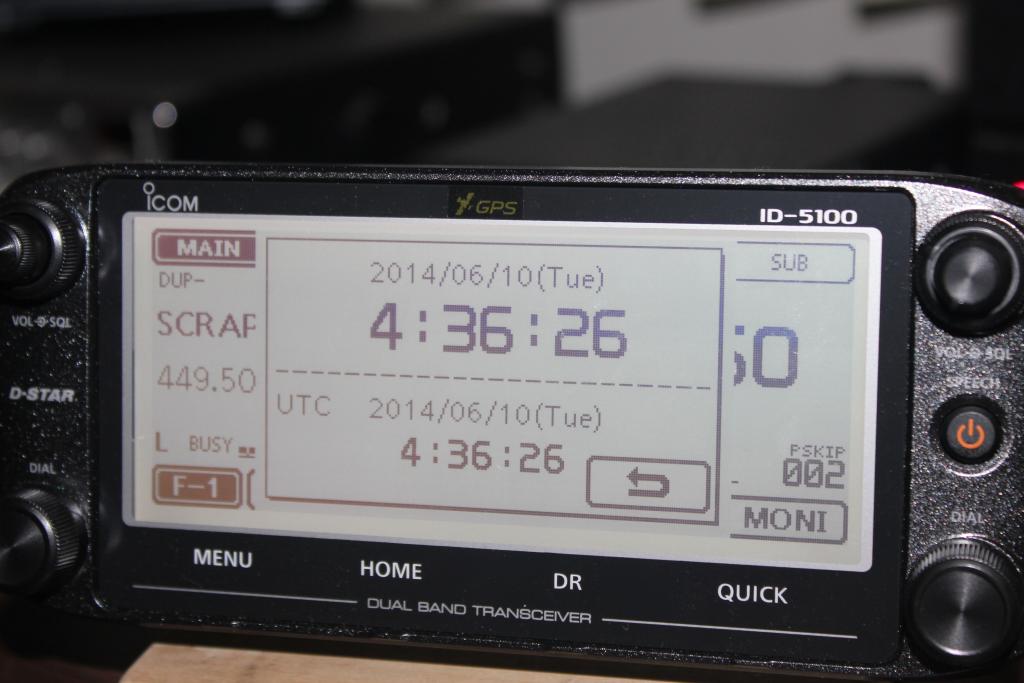 ICOM
GPS
ID-5100
MAIN
2014/06/10(Tue)
SUB
DUP-
4:36:26
SCRAP
VOL SQL
VOL SQL
449.50
50
SPEECH
D-STAR
UTC 2014/06/10(Tue)
L BUSY
4:36:26
PSKIP
002
DIAL
F-1
MONI
DIAL
MENU
HOME
DR
QUICK
DUAL BAND TRANSCEIVER